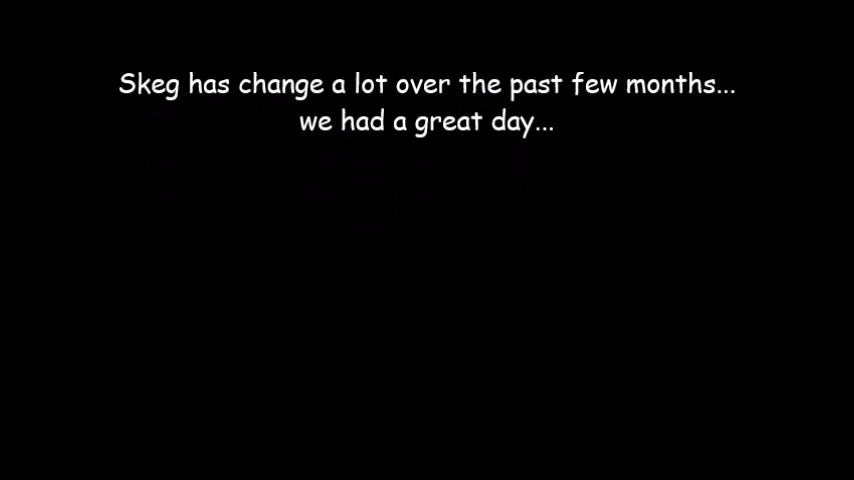 Skeg has change a lot over the past few months...
we had a great day...